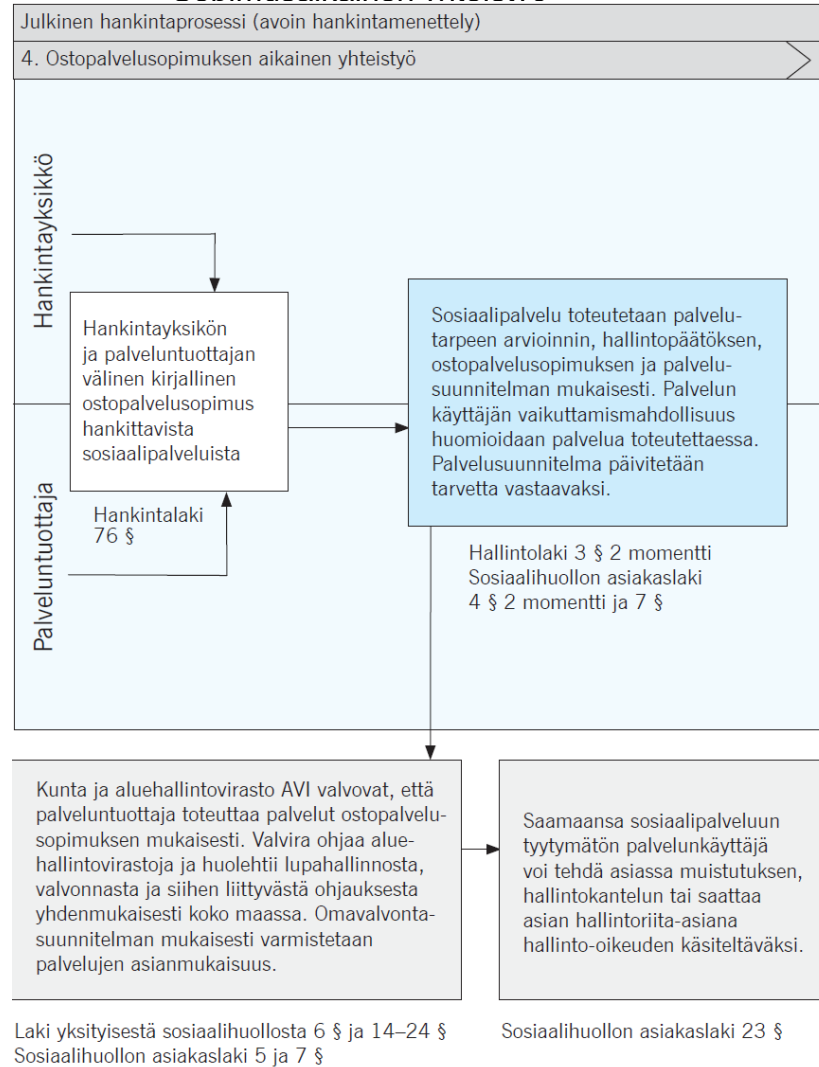 Julkinen hankintaprosessi (avoin hankintamenettely)
4. Ostopalvelusopimuksen aikainen yhteistyö
Hankintayksikkö
Hankintayksikön
ja palveluntuottajan
välinen kirjallinen
ostopalvelusopimus
hankittavista
sosiaalipalveluista
Sosiaalipalvelu toteutetaan palvelu-
tarpeen arvioinnin, hallintopäätöksen,
ostopalvelusopimuksen ja palvelu-
suunnitelman mukaisesti. Palvelun
käyttäjän vaikuttamismahdollisuus
huomioidaan palvelua toteutettaessa.
Palvelusuunnitelma päivitetään
tarvetta vastaavaksi.
Palveluntuottaja
Hankintalaki
76 §
Hallintolaki 3 § 2 momentti
Sosiaalihuollon asiakaslaki
4 § 2 momentti ja 7 §
Kunta ja aluehallintovirasto AVI valvovat, että
palveluntuottaja toteuttaa palvelut ostopalvelu-
sopimuksen mukaisesti. Valvira ohjaa alue-
hallintovirastoja ja huolehtii lupahallinnosta,
valvonnasta ja siihen liittyvästä ohjauksesta
yhdenmukaisesti koko maassa. Omavalvonta-
suunnitelman mukaisesti varmistetaan
palvelujen asianmukaisuus.
Saamaansa sosiaalipalveluun
tyytymätön palvelunkäyttäjä
voi tehdä asiassa muistutuksen,
hallintokantelun tai saattaa
asian hallintoriita-asiana
hallinto-oikeuden käsiteltäväksi.
Laki yksityisestä sosiaalihuollosta 6 § ja 14–24 §
Sosiaalihuollon asiakaslaki 5 ja 7 §
Sosiaalihuollon asiakaslaki 23 §